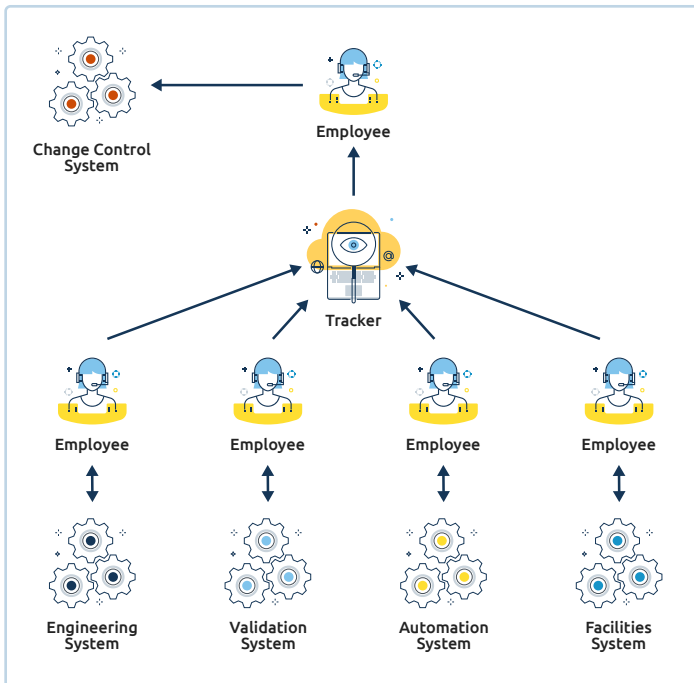 Employee
Change Control
System
Tracker
Employee
Employee
Employee
Employee
Engineering
System
Validation
System
Automation
System
Facilities
System